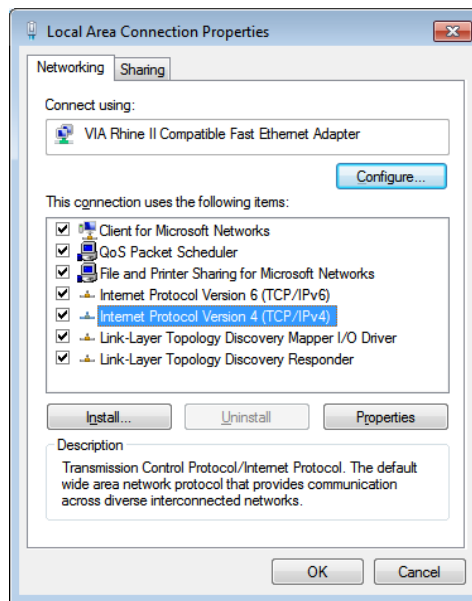 Local Area Connection Properties
Networking
Sharing
Connect using:
VIA Rhine II Compatible Fast Ethernet Adapter
Configure...
This connection uses the following items:
Client for Microsoft Networks
QoS Packet Scheduler
File and Printer Sharing for Microsoft Networks
Internet Protocol Version 6 (TCP/IPv6)
Internet Protocol Version 4 (TCP/IPv4)
Link-Layer Topology Discovery Mapper I/O Driver
Link-Layer Topology Discovery Responder
Install...
Uninstall
Properties
Description
Transmission Control Protocol/Internet Protocol. The default
wide area network protocol that provides communication
across diverse interconnected networks.
OK
Cancel